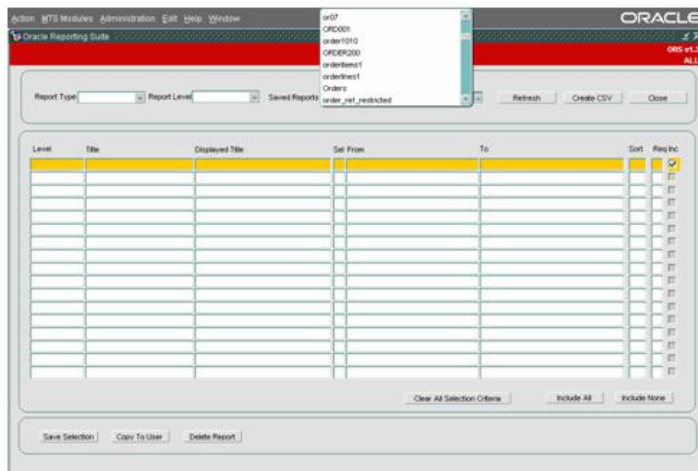 Action MTS Modules Administration Edit Help Window
ORACLE
or07
ORD001
order1010
ORDER200
orderitems1
orderlines1
Orders
order_ret_restricted
Oracle Reporting Suite
ALL
Report Type Report Level Saved Reports Refresh Create CSV Close
Level Title Displayed Title Sel From To Sort Req Inc
Clear All Selection Criteria Include All Include None
Save Selection Copy To User Delete Report